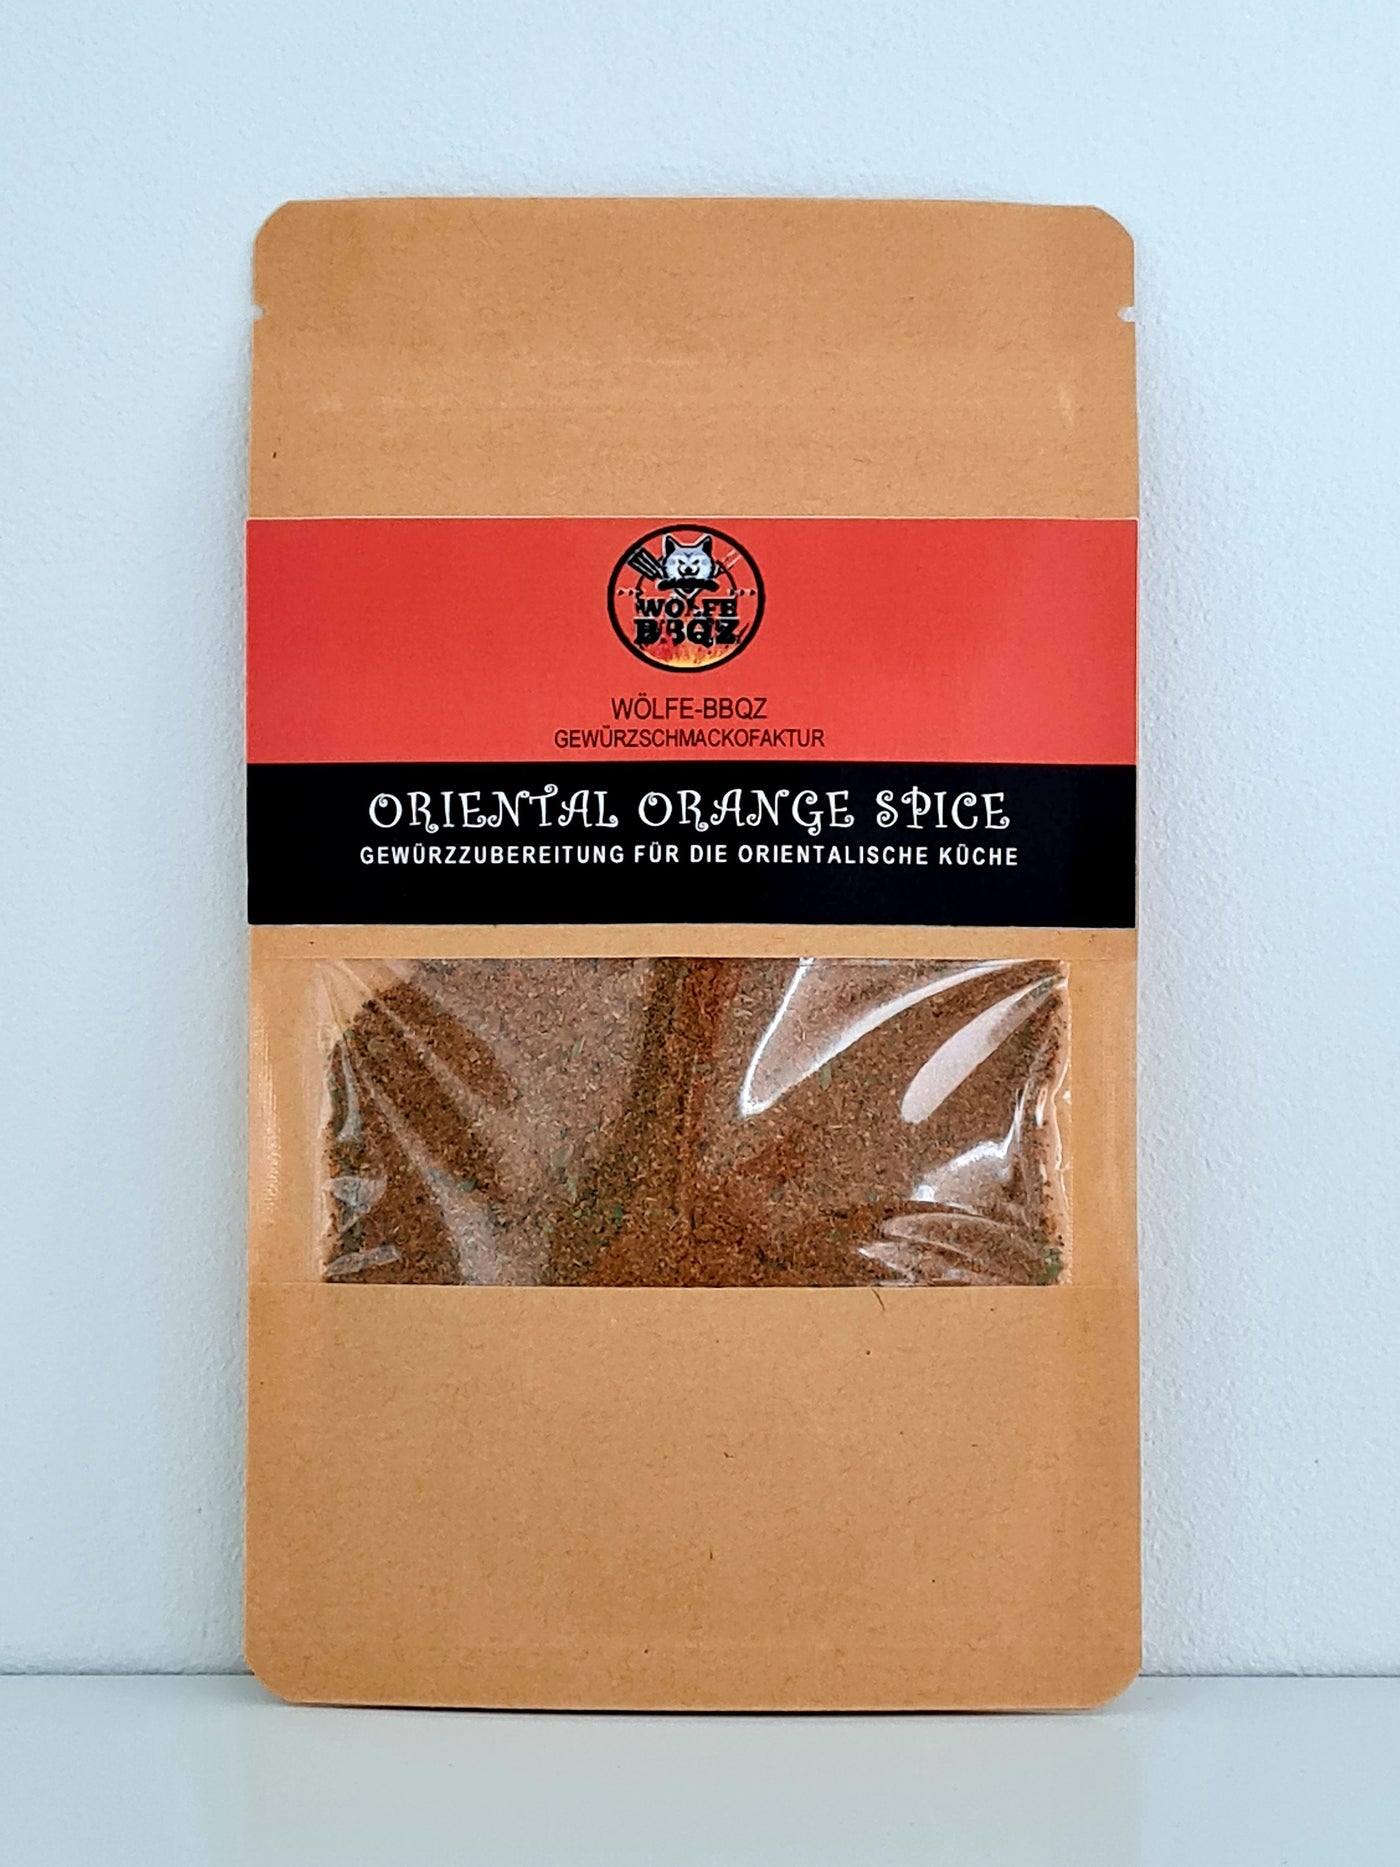 WÖLFE
BBQZ
WÖLFE-BBQZ
GEWÜRZSCHMACKOFAKTUR
ORIENTAL ORANGE SPICE
GEWÜRZZUBEREITUNG FÜR DIE ORIENTALISCHE KÜCHE